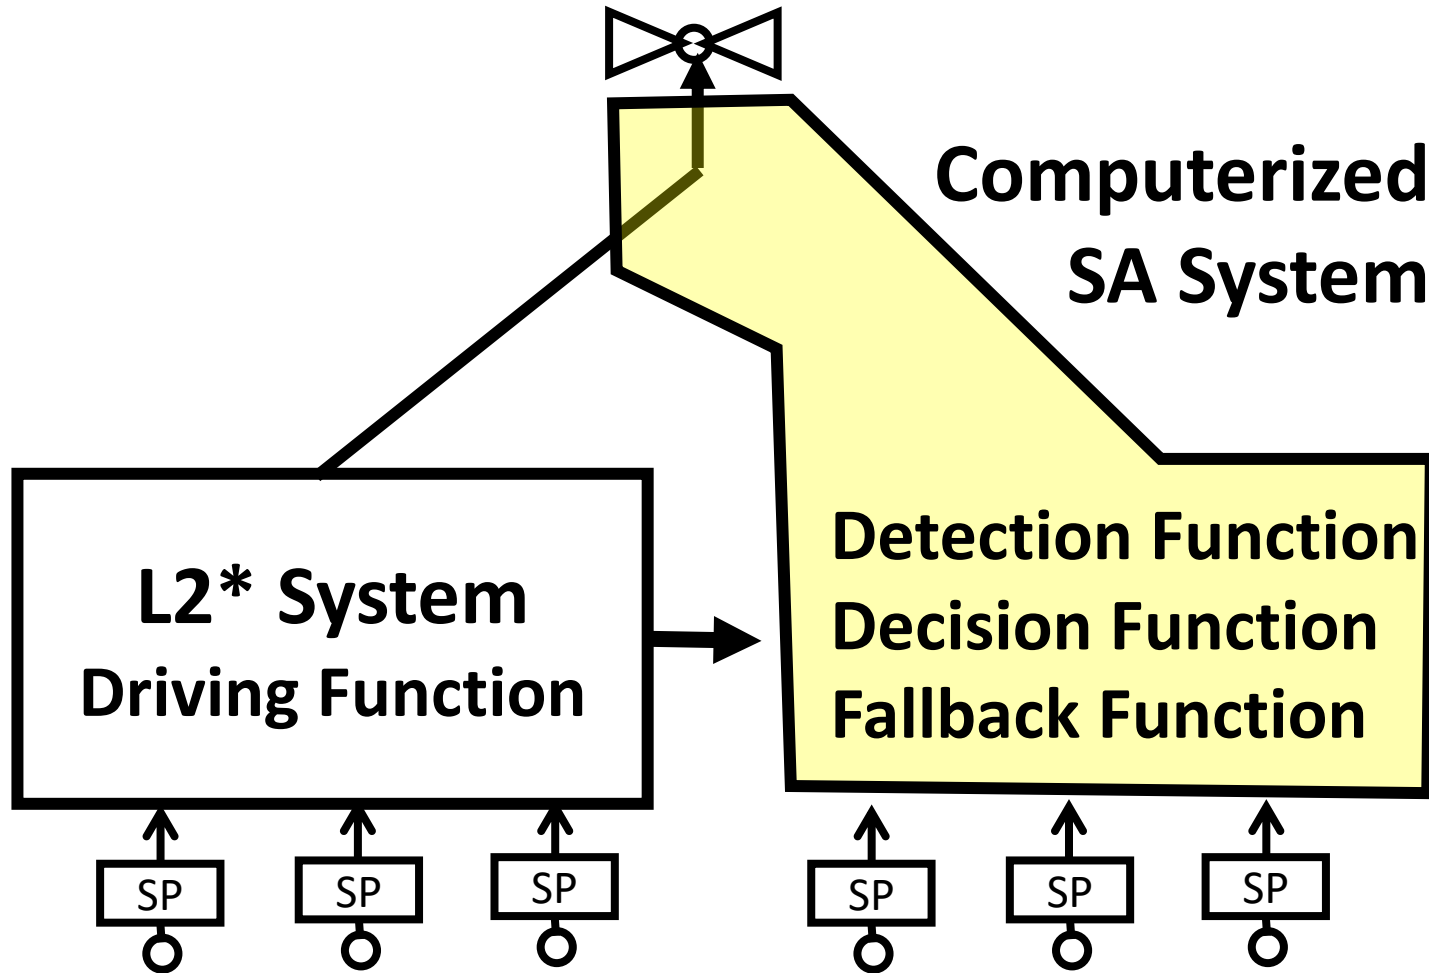 Computerized
SA System
L2* System
Driving Function
Detection Function
Decision Function
Fallback Function
SP
SP
SP
SP
SP
SP